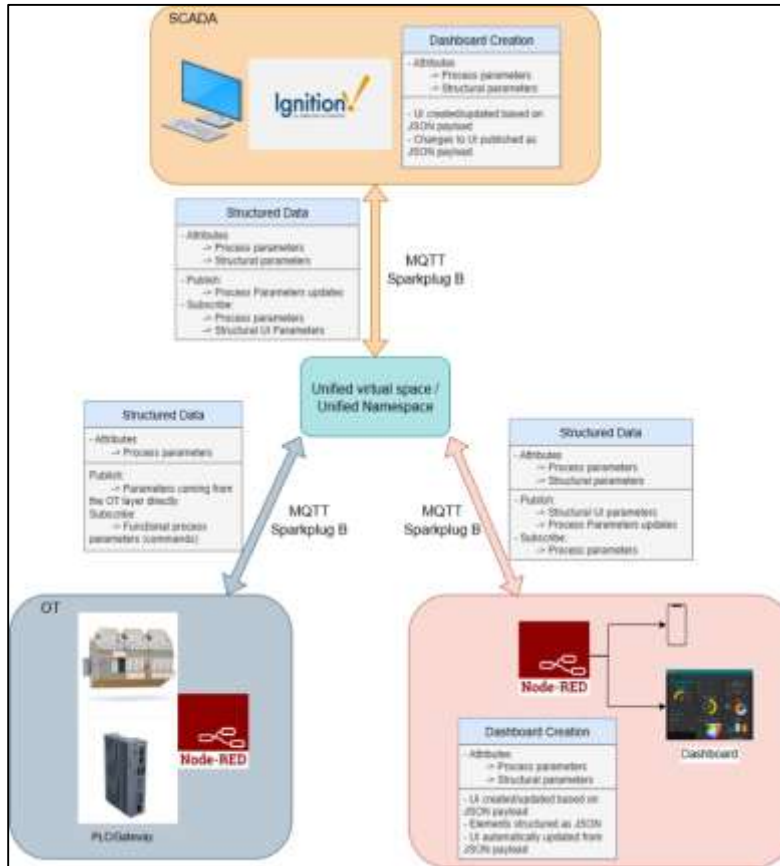 SCADA
Dashboard Creation
- Attributes
-> Process parameters
-> Structural parameters
- UI created/updated based on
JSON payload
- Changes to UI published as
JSON payload
Ignition!
Structured Data
- Attributes
-> Process parameters
-> Structural parameters
- Publish:
-> Process Parameters updates
- Subscribe:
-> Process parameters
-> Structural UI Parameters
MQTT
Sparkplug B
Unified virtual space /
Unified Namespace
Structured Data
- Attributes
-> Process parameters
Publish:
-> Parameters coming from
the OT layer directly
Subscribe:
-> Functional process
parameters (commands)
MQTT
Sparkplug B
MQTT
Sparkplug B
Structured Data
- Attributes
-> Process parameters
-> Structural parameters
- Publish:
-> Structural UI parameters
-> Process Parameters updates
- Subscribe:
-> Process parameters
OT
Node-RED
PLC/Gateway
Node-RED
Dashboard
Dashboard Creation
- Attributes
-> Process parameters
-> Structural parameters
- UI created/updated based on
JSON payload
- Elements structured as JSON
- UI automatically updated from
JSON payload